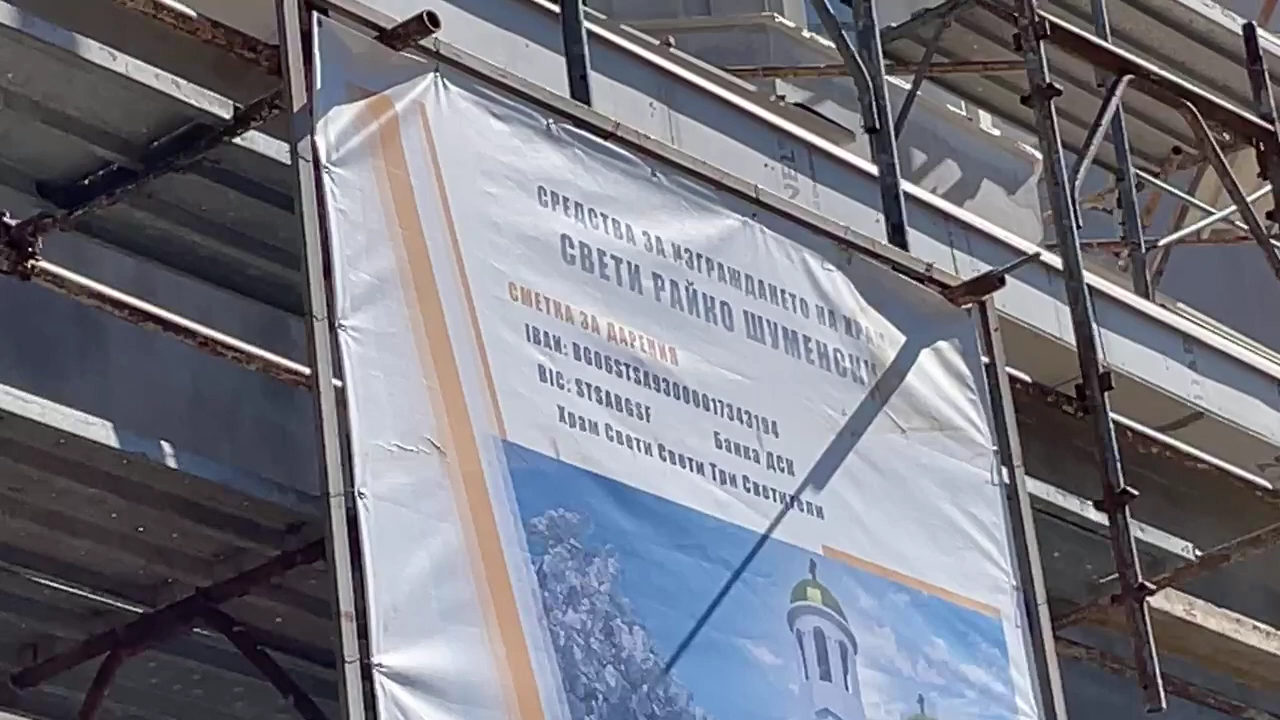 СРЕДСТВА ЗА ИЗГРАЖДАНЕТО НА ХРАМ
СВЕТИ РАЙКО ШУМЕНСКИ
СМЕТКА ЗА ДАРЕНИЯ
IBAN: BG06STSA93000017343194
BIC: STSABGSF Банка ДСК
Храм Свети Свети Три Светители